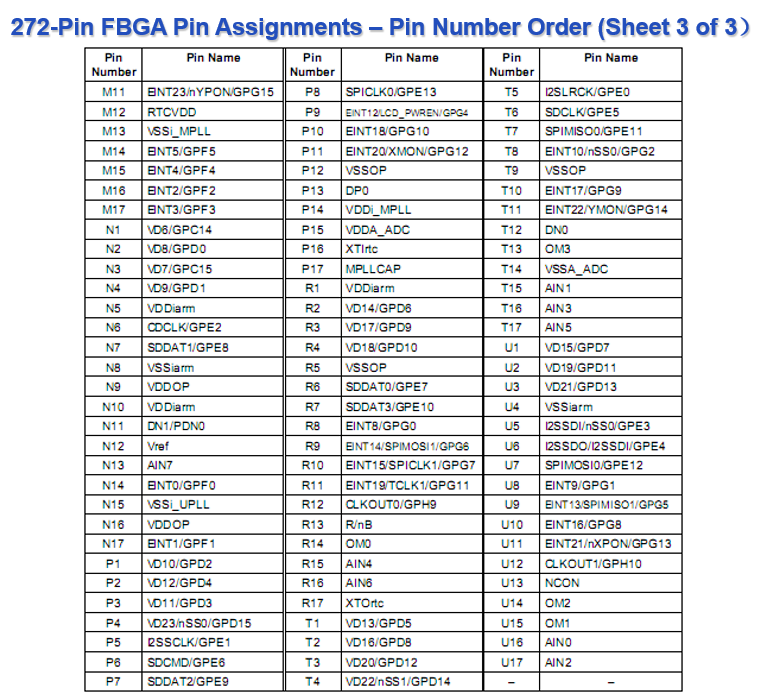 272-Pin FBGA Pin Assignments – Pin Number Order (Sheet 3 of 3）
Pin Number Pin Name Pin Number Pin Name Pin Number Pin Name
M11 EINT23/nYPON/GPG15 P8 SPICLK0/GPE13 T5 I2SLRCK/GPE0
M12 RTCVDD P9 EINT12/LCD_PWREN/GPG4 T6 SDCLK/GPE5
M13 VSSi_MPLL P10 EINT18/GPG10 T7 SPIMISO0/GPE11
M14 EINT5/GPF5 P11 EINT20/XMON/GPG12 T8 EINT10/nSS0/GPG2
M15 EINT4/GPF4 P12 VSSOP T9 VSSOP
M16 EINT2/GPF2 P13 DP0 T10 EINT17/GPG9
M17 EINT3/GPF3 P14 VDDi_MPLL T11 EINT22/YMON/GPG14
N1 VD6/GPC14 P15 VDDA_ADC T12 DN0
N2 VD8/GPD0 P16 XTIrtc T13 OM3
N3 VD7/GPC15 P17 MPLLCAP T14 VSSA_ADC
N4 VD9/GPD1 R1 VDDiarm T15 AIN1
N5 VDDiarm R2 VD14/GPD6 T16 AIN3
N6 CDCLK/GPE2 R3 VD17/GPD9 T17 AIN5
N7 SDDAT1/GPE8 R4 VD18/GPD10 U1 VD15/GPD7
N8 VSSiarm R5 VSSOP U2 VD19/GPD11
N9 VDDOP R6 SDDAT0/GPE7 U3 VD21/GPD13
N10 VDDiarm R7 SDDAT3/GPE10 U4 VSSiarm
N11 DN1/PDN0 R8 EINT8/GPG0 U5 I2SSDI/nSS0/GPE3
N12 Vref R9 EINT14/SPIMOSI1/GPG6 U6 I2SSDO/I2SSDI/GPE4
N13 AIN7 R10 EINT15/SPICLK1/GPG7 U7 SPIMOSI0/GPE12
N14 EINT0/GPF0 R11 EINT19/TCLK1/GPG11 U8 EINT9/GPG1
N15 VSSi_UPLL R12 CLKOUT0/GPH9 U9 EINT13/SPIMISO1/GPG5
N16 VDDOP R13 R/nB U10 EINT16/GPG8
N17 EINT1/GPF1 R14 OM0 U11 EINT21/nXPON/GPG13
P1 VD10/GPD2 R15 AIN4 U12 CLKOUT1/GPH10
P2 VD12/GPD4 R16 AIN6 U13 NCON
P3 VD11/GPD3 R17 XTOrtc U14 OM2
P4 VD23/nSS0/GPD15 T1 VD13/GPD5 U15 OM1
P5 I2SSCLK/GPE1 T2 VD16/GPD8 U16 AIN0
P6 SDCMD/GPE6 T3 VD20/GPD12 U17 AIN2
P7 SDDAT2/GPE9 T4 VD22/nSS1/GPD14 – –